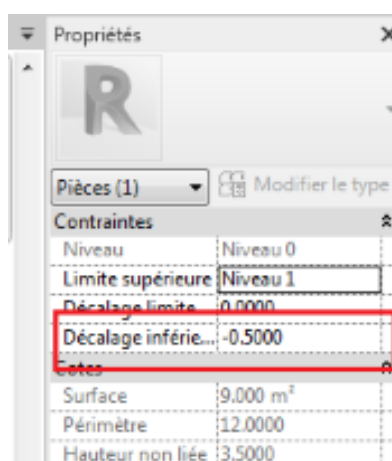 Propriétés
Pièces (1)
Modifier le type
Contraintes
Niveau Niveau 0
Limite supérieure Niveau 1
Décalage limite 0.0000
Décalage inférie... -0.5000
Cotes
Surface 9.000 m²
Périmètre 12.0000
Hauteur non liée 3.5000